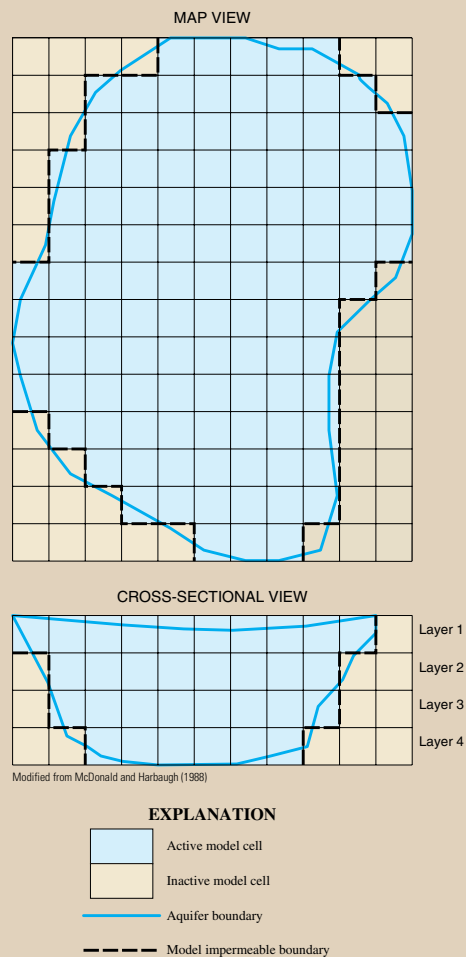 MAP VIEW
CROSS-SECTIONAL VIEW
Layer 1
Layer 2
Layer 3
Layer 4
Modified from McDonald and Harbaugh (1988)
EXPLANATION
Active model cell
Inactive model cell
Aquifer boundary
Model impermeable boundary